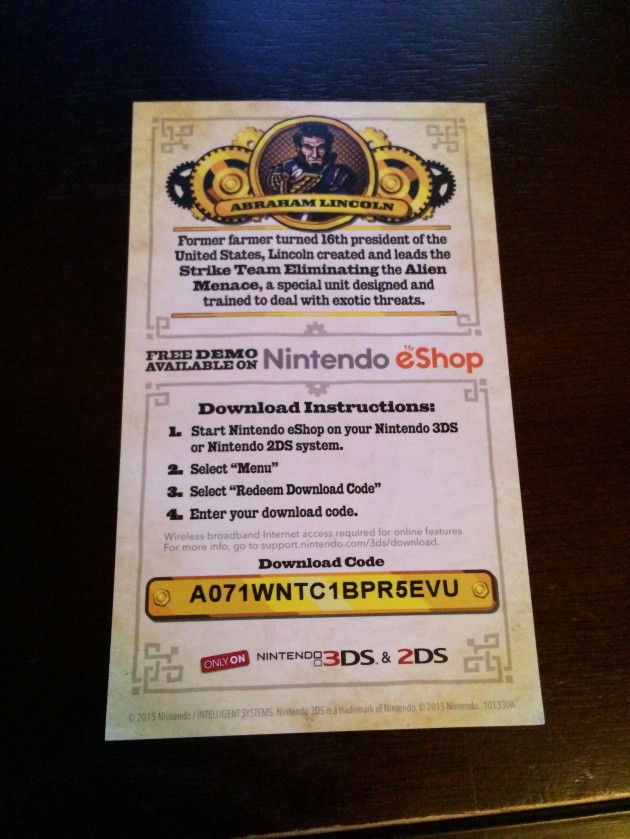 ABRAHAM LINCOLN
Former farmer turned 16th president of the
United States, Lincoln created and leads the
Strike Team Eliminating the Alien
Menace, a special unit designed and
trained to deal with exotic threats.
FREE DEMO
AVAILABLE ON Nintendo eShop
Download Instructions:
1. Start Nintendo eShop on your Nintendo 3DS
or Nintendo 2DS system.
2. Select “Menu”
3. Select “Redeem Download Code”
4. Enter your download code.
Wireless broadband Internet access required for online features.
For more info, go to support.nintendo.com/3ds/download.
Download Code
A071WNTC1BPR5EVU
ONLY ON NINTENDO 3DS™ & 2DS
© 2015 Nintendo / INTELLIGENT SYSTEMS. Nintendo 3DS is a trademark of Nintendo. © 2015 Nintendo. 101330A